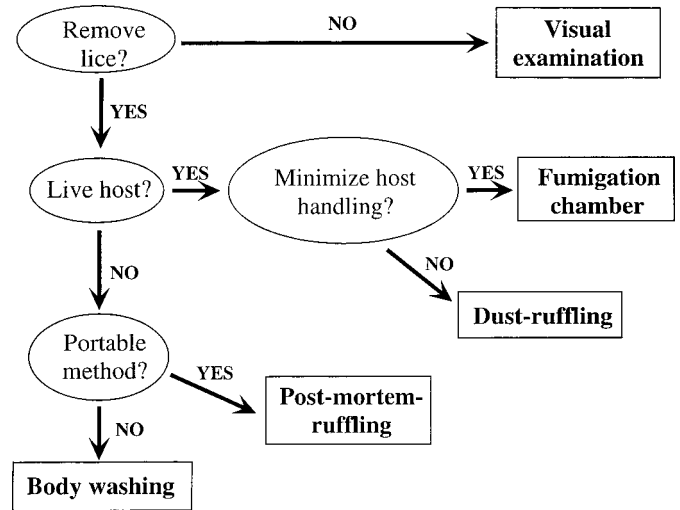 Remove
lice?
NO
Visual
examination
YES
Live host?
YES
Minimize host
handling?
YES
Fumigation
chamber
NO
NO
Dust-ruffling
Portable
method?
YES
Post-mortem-
ruffling
NO
Body washing